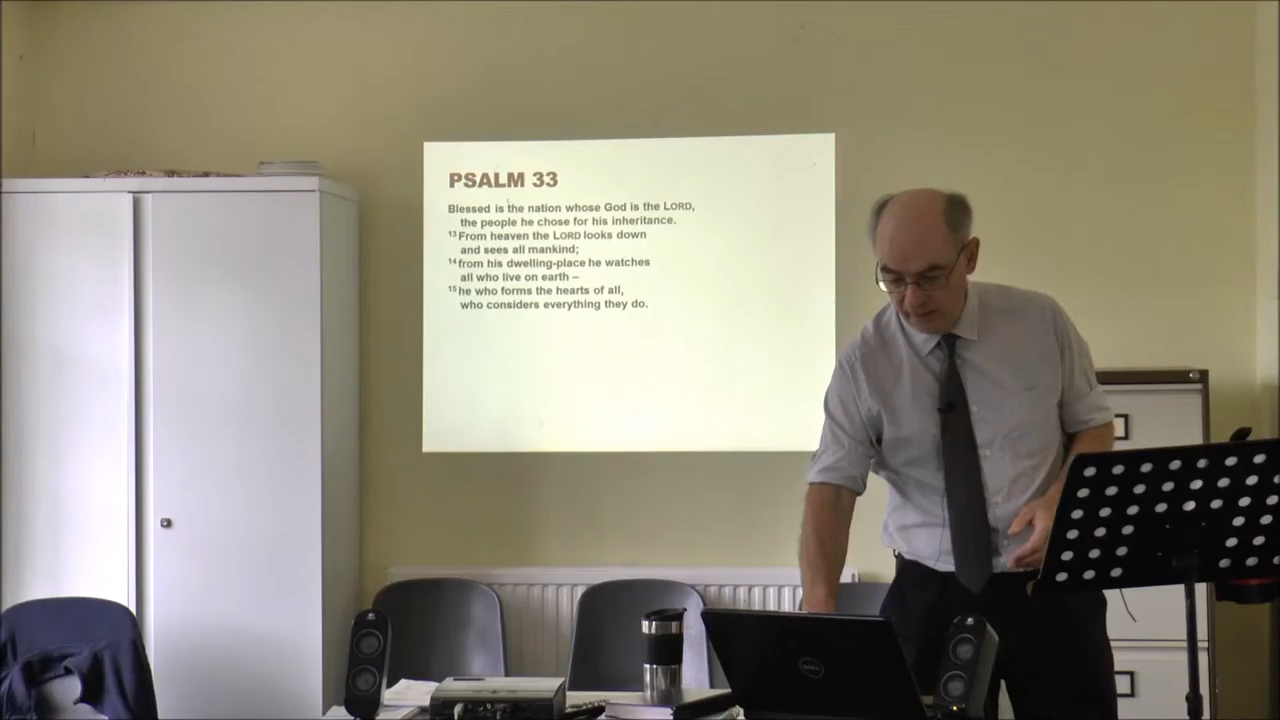 PSALM 33
Blessed is the nation whose God is the LORD,
the people he chose for his inheritance.
13 From heaven the LORD looks down
and sees all mankind;
14 from his dwelling-place he watches
all who live on earth –
15 he who forms the hearts of all,
who considers everything they do.
DELL